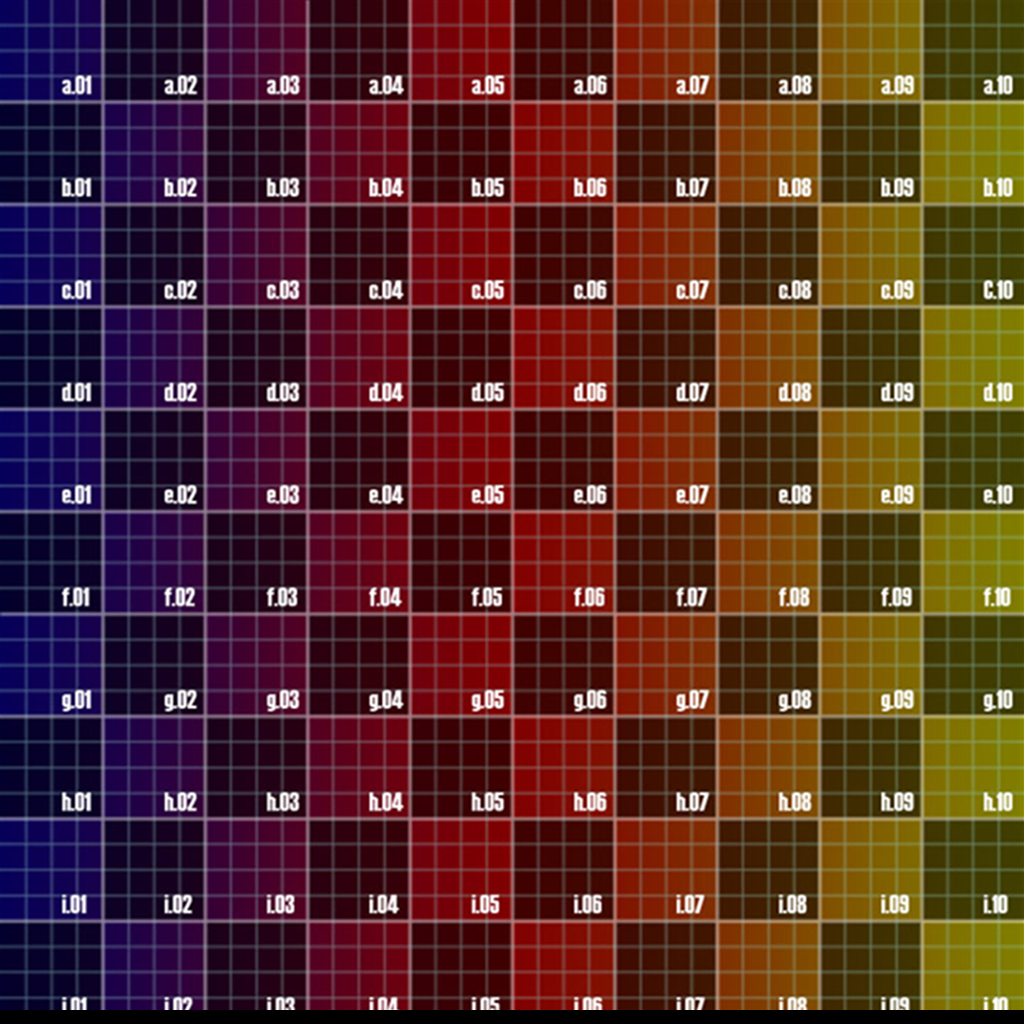 a.01 a.02 a.03 a.04 a.05 a.06 a.07 a.08 a.09 a.10
b.01 b.02 b.03 b.04 b.05 b.06 b.07 b.08 b.09 b.10
c.01 c.02 c.03 c.04 c.05 c.06 c.07 c.08 c.09 C.10
d.01 d.02 d.03 d.04 d.05 d.06 d.07 d.08 d.09 d.10
e.01 e.02 e.03 e.04 e.05 e.06 e.07 e.08 e.09 e.10
f.01 f.02 f.03 f.04 f.05 f.06 f.07 f.08 f.09 f.10
g.01 g.02 g.03 g.04 g.05 g.06 g.07 g.08 g.09 g.10
h.01 h.02 h.03 h.04 h.05 h.06 h.07 h.08 h.09 h.10
i.01 i.02 i.03 i.04 i.05 i.06 i.07 i.08 i.09 i.10